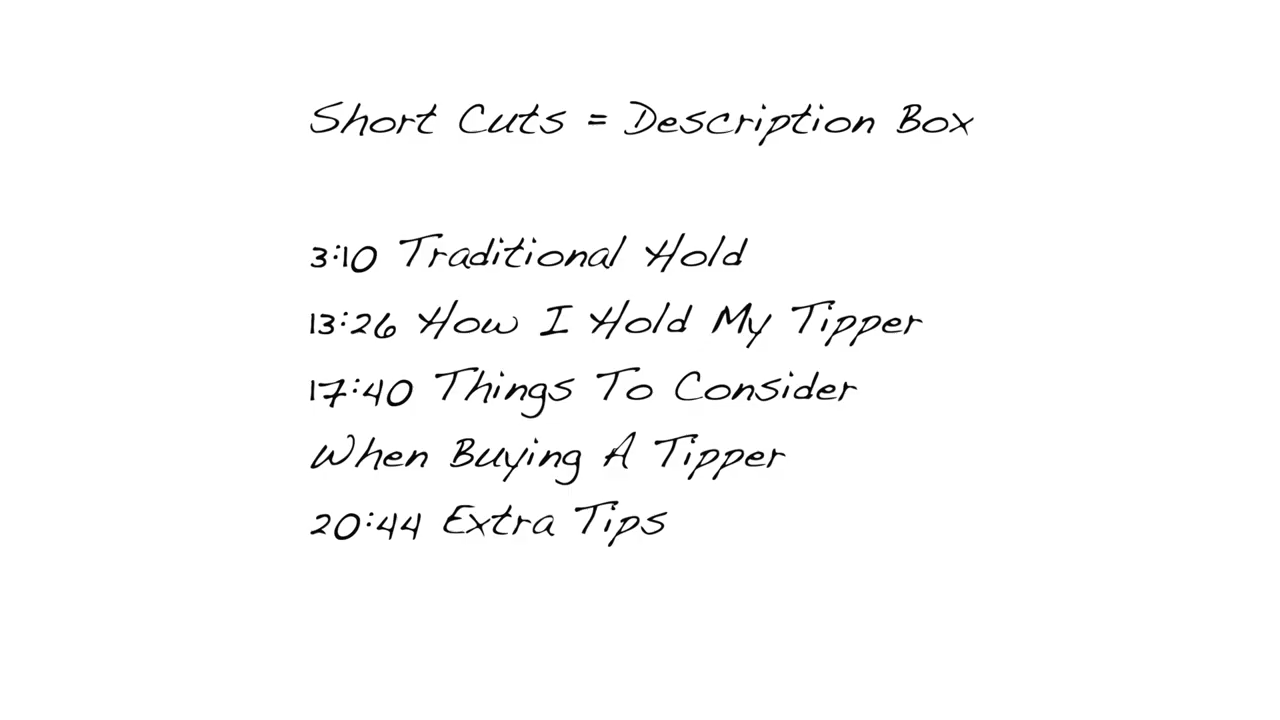 Short Cuts = Description Box
3:10 Traditional Hold
13:26 How I Hold My Tipper
17:40 Things To Consider
When Buying A Tipper
20:44 Extra Tips